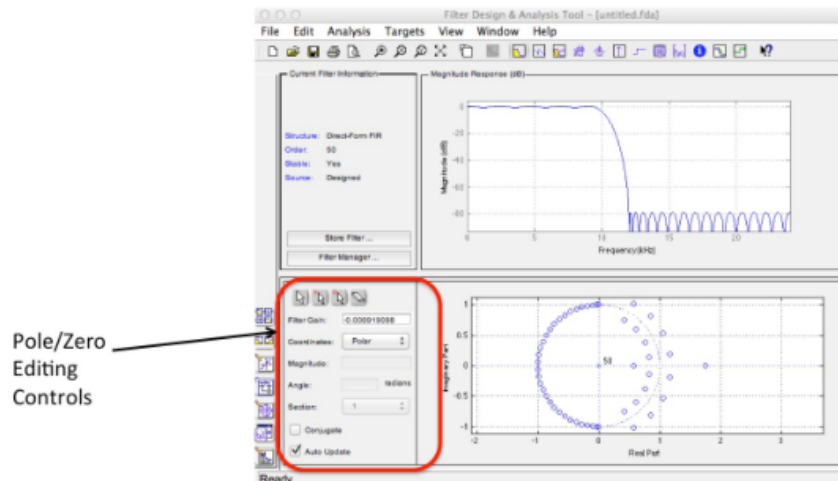 Filter Design & Analysis Tool - [untitled.fda]
File Edit Analysis Targets View Window Help
Current Filter Information
Structure: Direct-Form FIR
Order: 50
Stable: Yes
Source: Designed
Store Filter ...
Filter Manager ...
Magnitude Response (dB)
Magnitude (dB)
0
-20
-40
-60
-80
0 5 10 15 20
Frequency (kHz)
Pole/Zero
Editing
Controls
Filter Gain:
Coordinates: Polar
Magnitude:
Angle: radians
Section: 1
Conjugate
Auto Update
Imaginary Part
1
0.5
0
-0.5
-1
50
-2 -1 0 1 2 3
Real Part
Ready